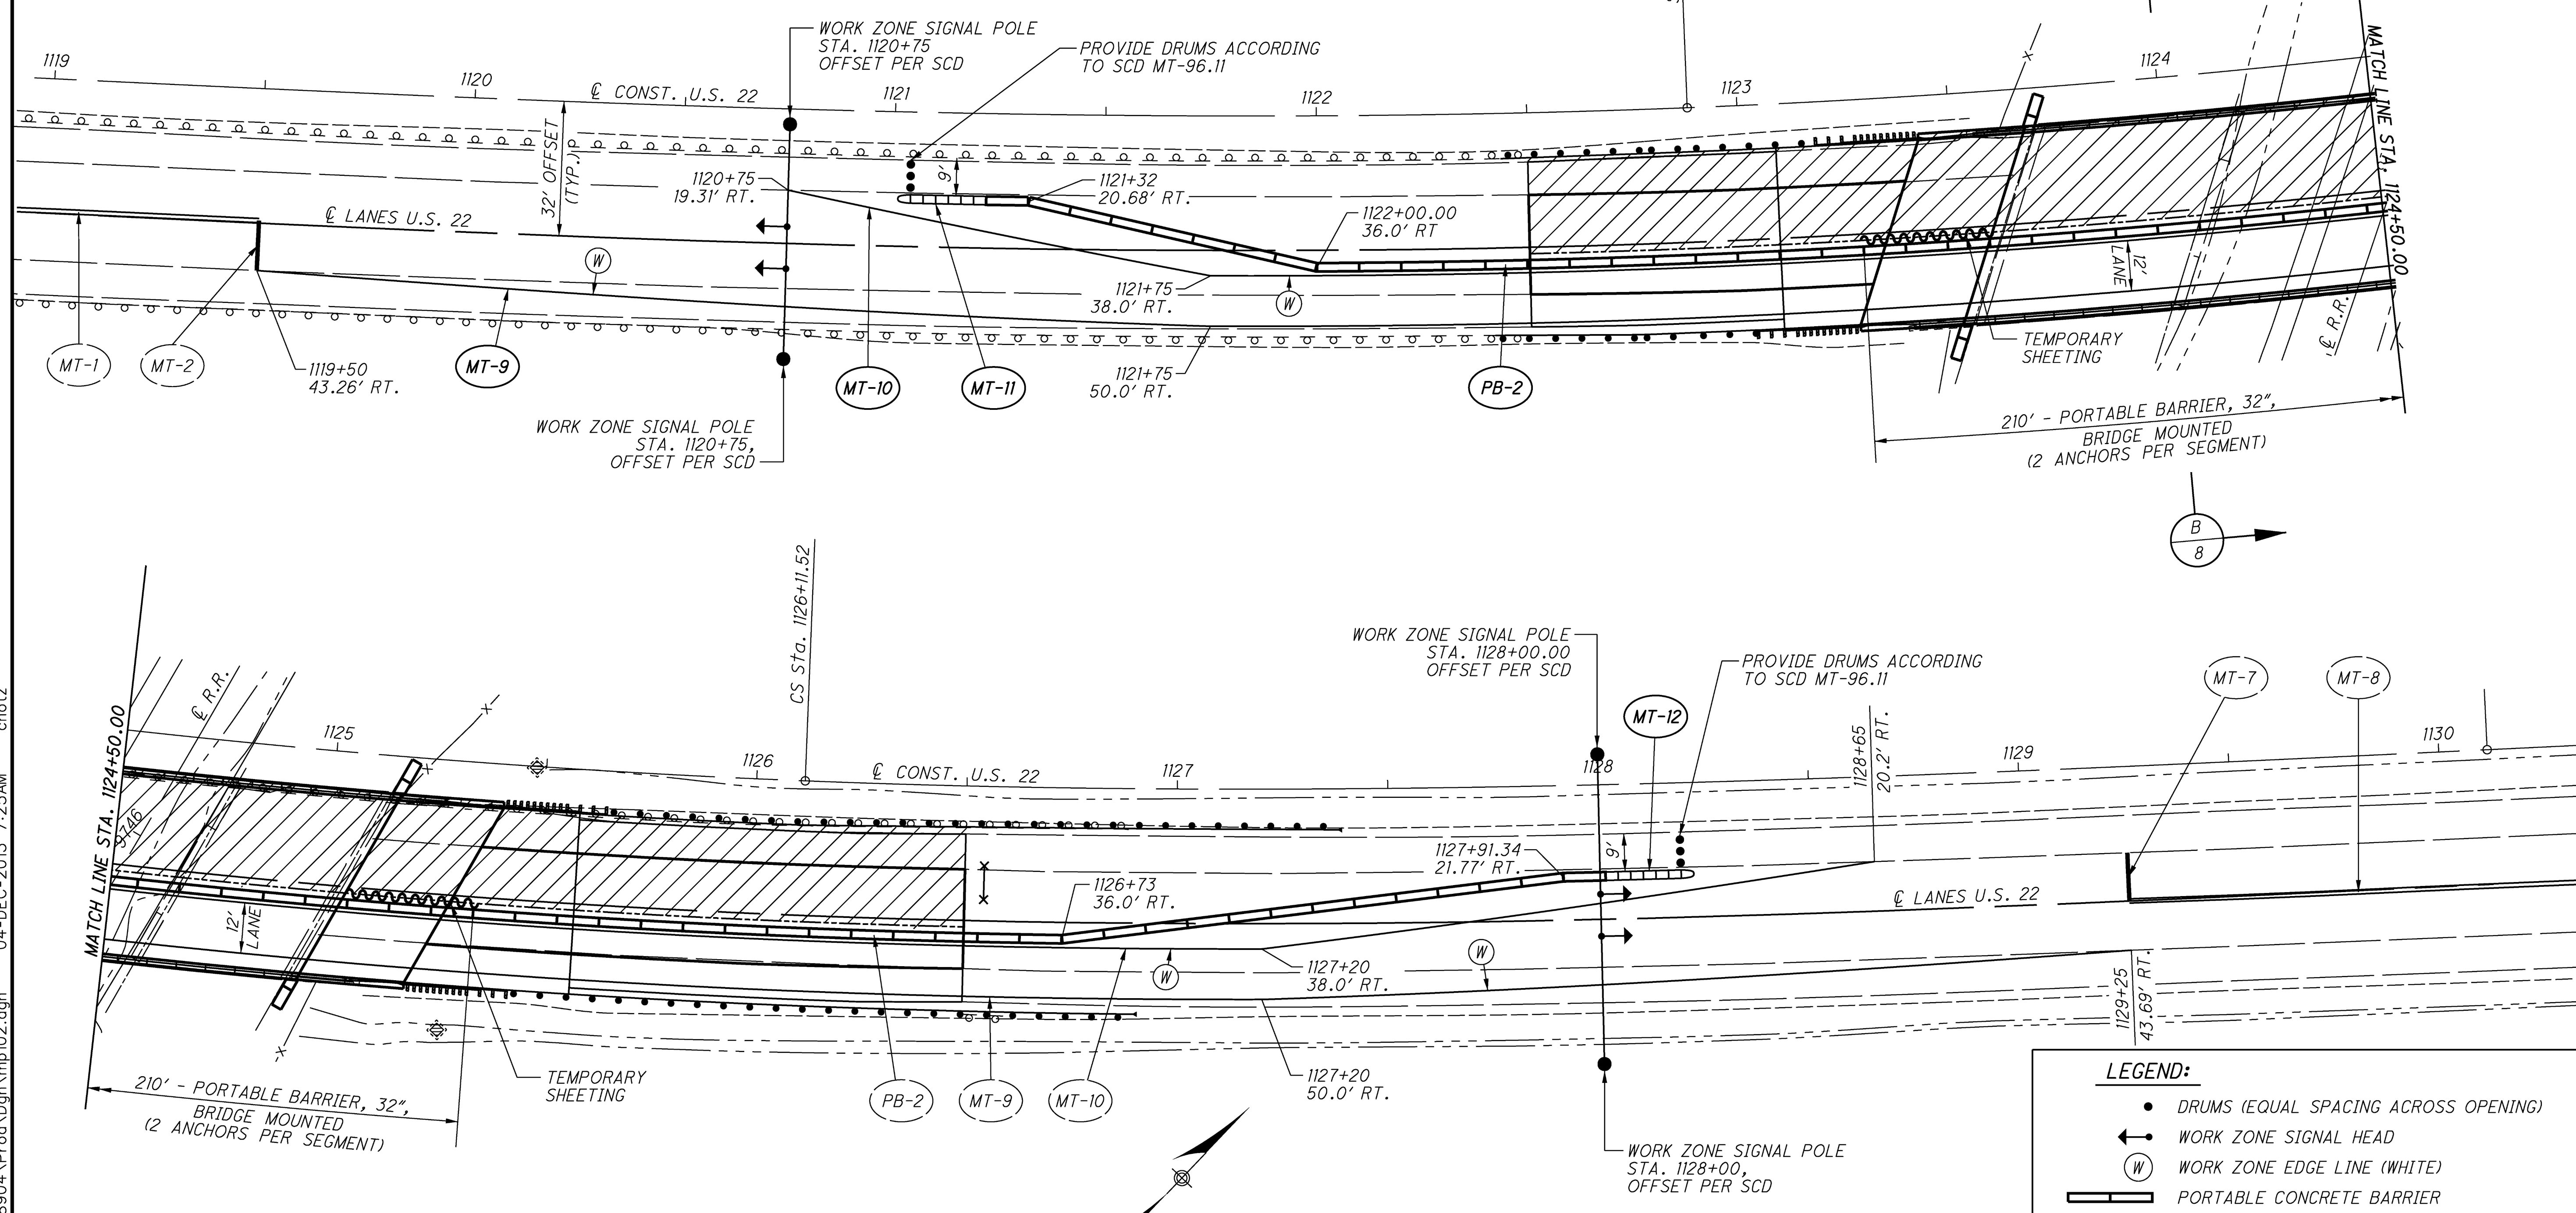 WORK ZONE SIGNAL POLE
STA. 1120+75
OFFSET PER SCD
PROVIDE DRUMS ACCORDING
TO SCD MT-96.11
1119
1120
℄ CONST. U.S. 22
1121
1122
1123
1124
MATCH LINE STA. 1124+50.00
X
32' OFFSET
(TYP.)
9'
1120+75
19.31' RT.
1121+32
20.68' RT.
℄ LANES U.S. 22
1122+00.00
36.0' RT
W
1121+75
38.0' RT.
W
12'
LANE
MT-1
MT-2
1119+50
43.26' RT.
MT-9
MT-10
MT-11
1121+75
50.0' RT.
PB-2
TEMPORARY
SHEETING
℄ R.R.
WORK ZONE SIGNAL POLE
STA. 1120+75,
OFFSET PER SCD
210' - PORTABLE BARRIER, 32",
BRIDGE MOUNTED
(2 ANCHORS PER SEGMENT)
B
8
CS Sta. 1126+11.52
WORK ZONE SIGNAL POLE
STA. 1128+00.00
OFFSET PER SCD
PROVIDE DRUMS ACCORDING
TO SCD MT-96.11
MT-12
MT-7
MT-8
MATCH LINE STA. 1124+50.00
℄ R.R.
9746
1125
X
1126
℄ CONST. U.S. 22
1127
1128
1128+65
20.2' RT.
1129
1130
1127+91.34
21.77' RT.
9'
1126+73
36.0' RT.
12'
LANE
℄ LANES U.S. 22
W
W
1127+20
38.0' RT.
1129+25
43.69' RT.
X
TEMPORARY
SHEETING
PB-2
MT-9
MT-10
1127+20
50.0' RT.
210' - PORTABLE BARRIER, 32",
BRIDGE MOUNTED
(2 ANCHORS PER SEGMENT)
WORK ZONE SIGNAL POLE
STA. 1128+00,
OFFSET PER SCD
LEGEND:
DRUMS (EQUAL SPACING ACROSS OPENING)
WORK ZONE SIGNAL HEAD
W WORK ZONE EDGE LINE (WHITE)
PORTABLE CONCRETE BARRIER
04-DEC-2013 7:25AM